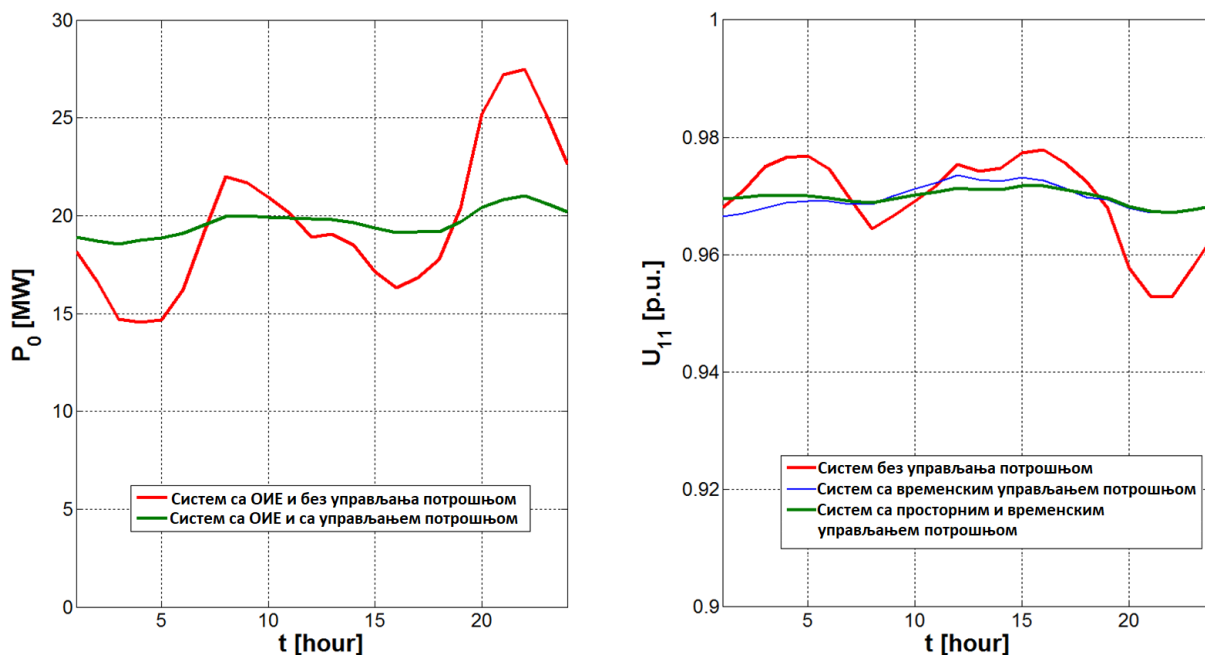 30
25
20
15
10
5
0
P0 [MW]
5
10
15
20
t [hour]
Систем са ОИЕ и без управљања потрошњом
Систем са ОИЕ и са управљањем потрошњом
1
0.98
0.96
0.94
0.92
0.9
U11 [p.u.]
5
10
15
20
t [hour]
Систем без управљања потрошњом
Систем са временским управљањем потрошњом
Систем са просторним и временским
управљањем потрошњом